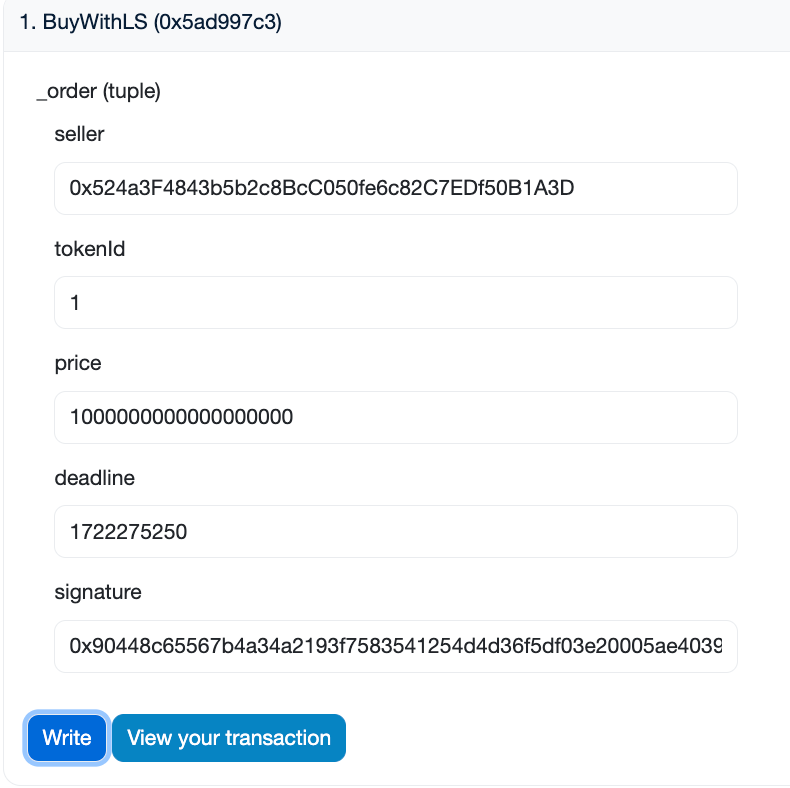 1. BuyWithLS (0x5ad997c3)
_order (tuple)
seller
0x524a3F4843b5b2c8BcC050fe6c82C7EDf50B1A3D
tokenId
1
price
1000000000000000000
deadline
1722275250
signature
0x90448c65567b4a34a2193f7583541254d4d36f5df03e20005ae4039
Write
View your transaction